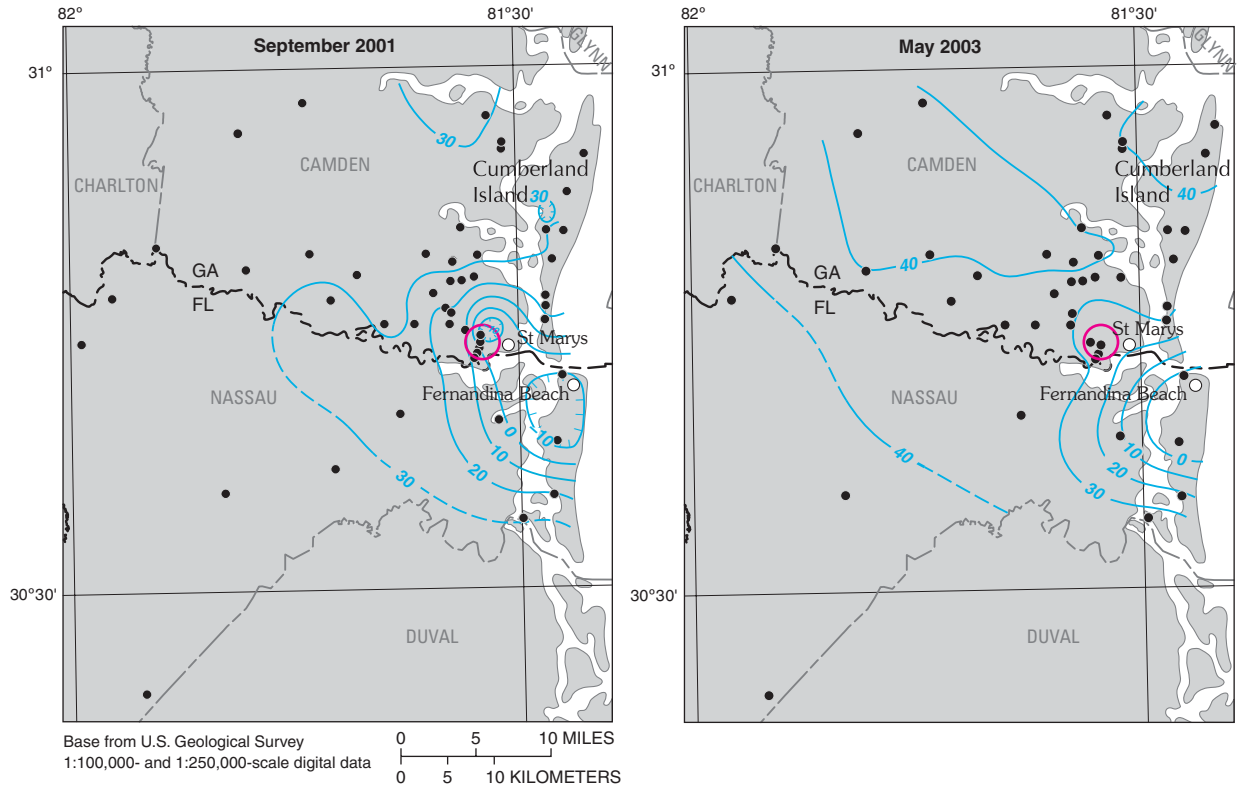 82°
81°30'
82°
81°30'
September 2001
May 2003
GLYNN
GLYNN
31°
31°
30
CAMDEN
CAMDEN
CHARLTON
CHARLTON
Cumberland
Island
30
Cumberland
Island
40
GA
FL
40
GA
FL
St Marys
St Marys
NASSAU
Fernandina Beach
NASSAU
Fernandina Beach
0
10
10
20
30
40
10
0
20
30
30°30'
30°30'
DUVAL
DUVAL
Base from U.S. Geological Survey
1:100,000- and 1:250,000-scale digital data
0 5 10 MILES
0 5 10 KILOMETERS